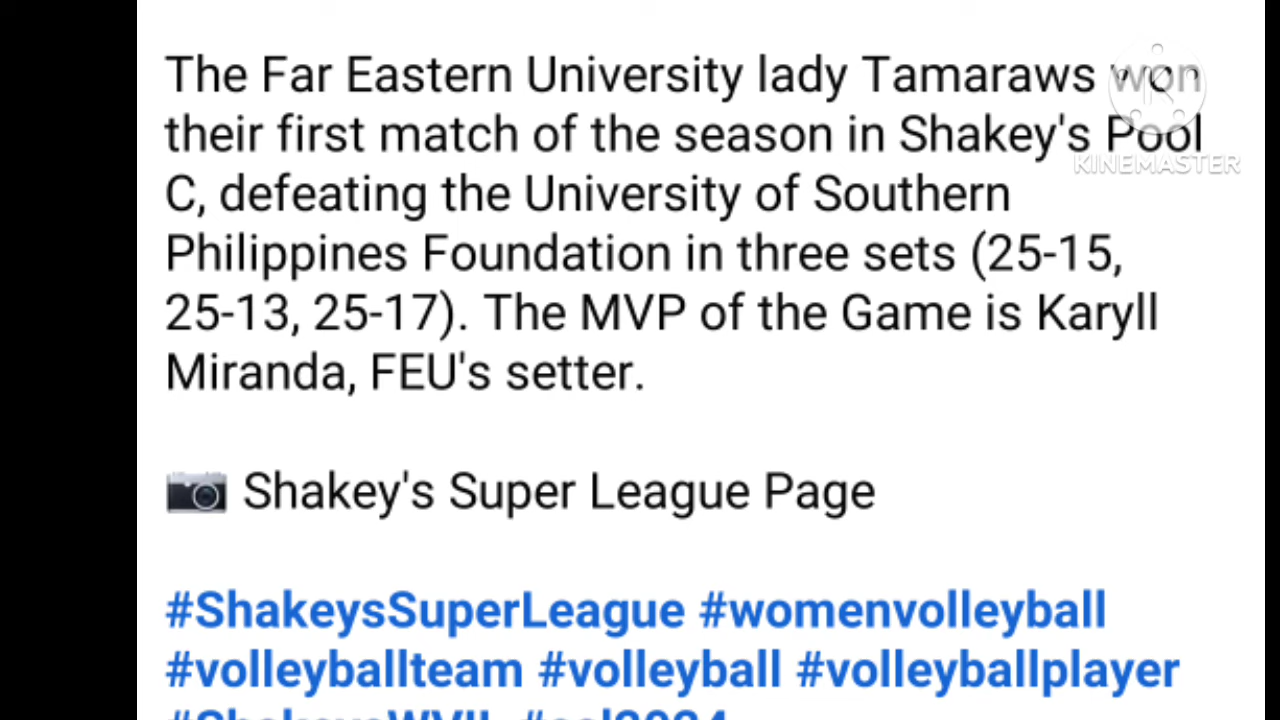 The Far Eastern University lady Tamaraws won
their first match of the season in Shakey's Pool
KINEMASTER
C, defeating the University of Southern
Philippines Foundation in three sets (25-15,
25-13, 25-17). The MVP of the Game is Karyll
Miranda, FEU's setter.
Shakey's Super League Page
#ShakeysSuperLeague #womenvolleyball
#volleyballteam #volleyball #volleyballplayer